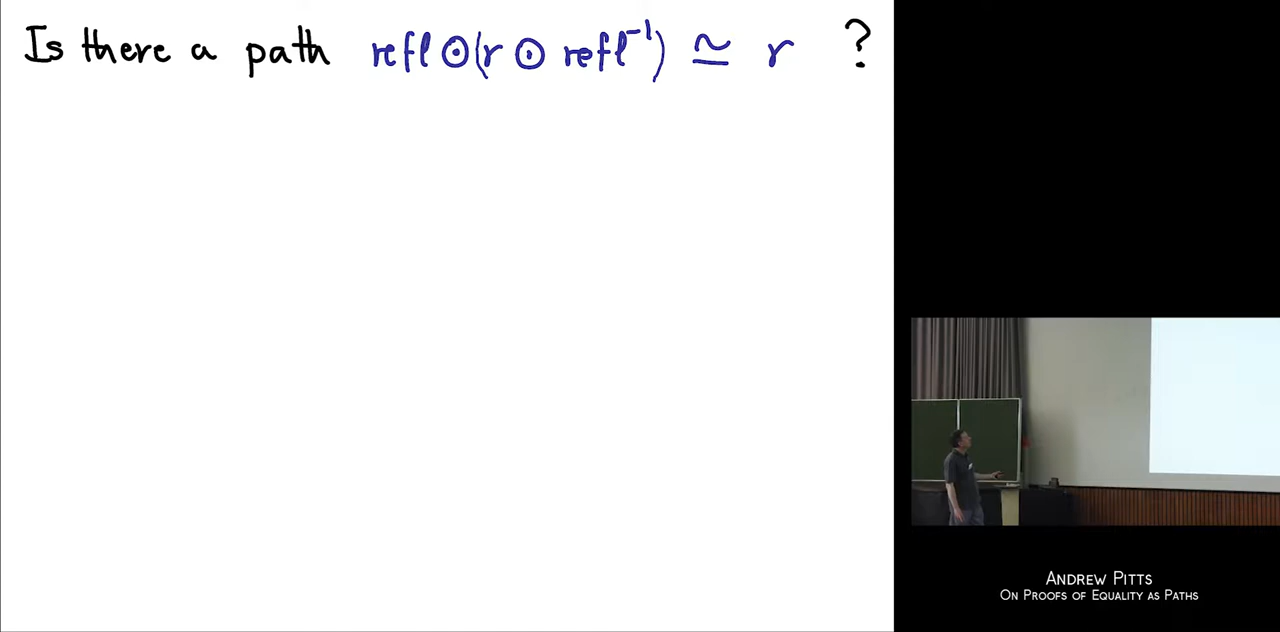 Is there a path refl ⊙ (r ⊙ refl⁻¹) ≃ r ?
ANDREW PITTS
ON PROOFS OF EQUALITY AS PATHS